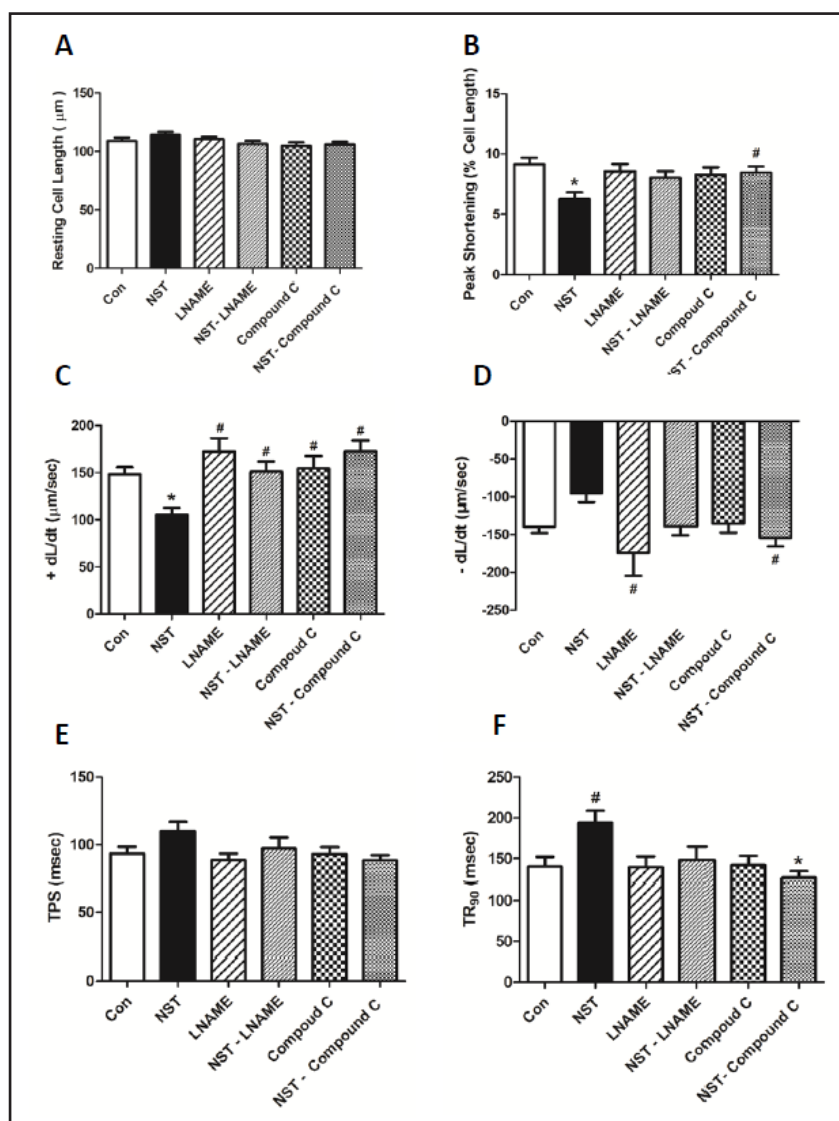 A
Resting Cell Length ( μm)
150
100
50
0
Con
NST
LNAME
NST- LNAME
Compound C
NST- Compound C
B
Peak Shortening (% Cell Length)
15
10
5
0
*
#
Con
NST
LNAME
NST - LNAME
Compoud C
NST - Compound C
C
+ dL/dt (μm/sec)
200
150
100
50
0
*
#
#
#
#
Con
NST
LNAME
NST - LNAME
Compoud C
NST - Compound C
D
- dL/dt (μm/sec)
0
-50
-100
-150
-200
-250
#
#
Con
NST
LNAME
NST - LNAME
Compoud C
NST - Compound C
E
TPS (msec)
150
100
50
0
Con
NST
LNAME
NST - LNAME
Compoud C
NST - Compound C
F
TR90 (msec)
250
200
150
100
50
0
#
*
Con
NST
LNAME
NST - LNAME
Compoud C
NST- Compound C